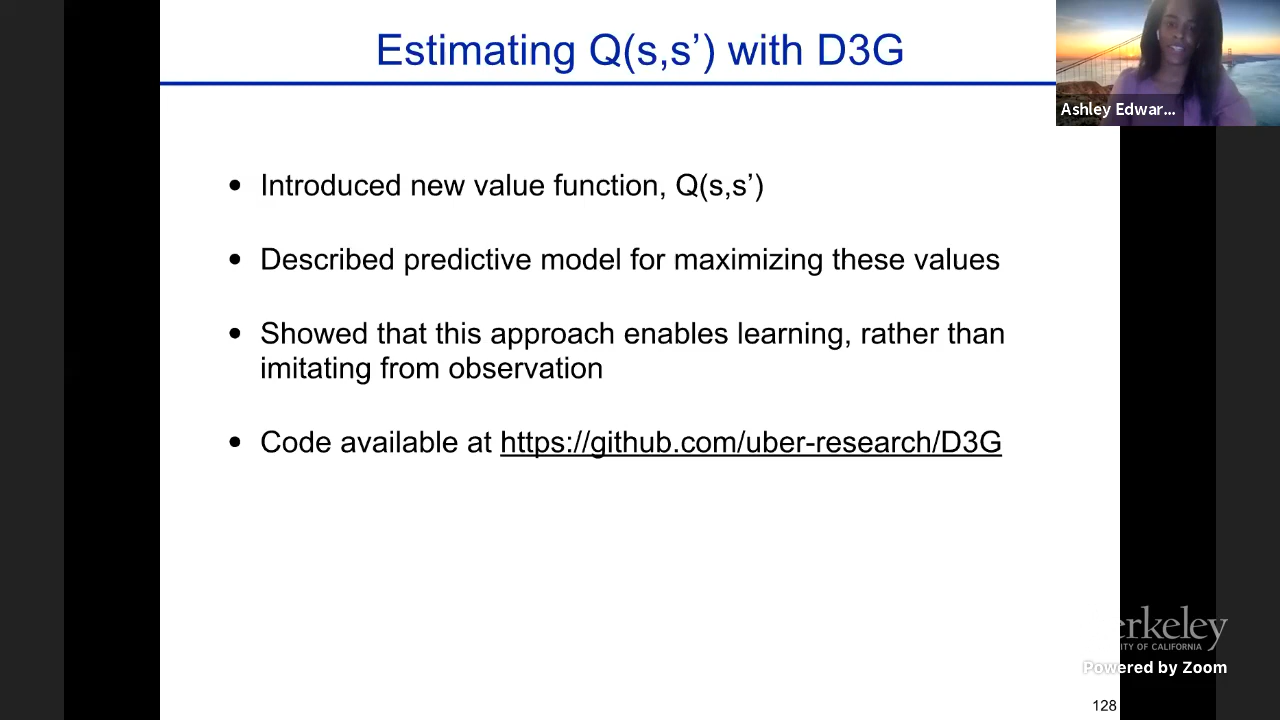 Estimating Q(s,s’) with D3G
Ashley Edwar...
• Introduced new value function, Q(s,s’)
• Described predictive model for maximizing these values
• Showed that this approach enables learning, rather than
imitating from observation
• Code available at https://github.com/uber-research/D3G
erkeley
ITY OF CALIFORNIA
Powered by Zoom
128